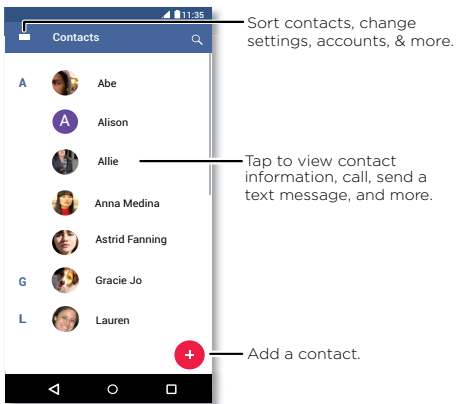 11:35
Contacts
Sort contacts, change
settings, accounts, & more.
A
Abe
A
Alison
Allie
Tap to view contact
information, call, send a
text message, and more.
Anna Medina
Astrid Fanning
G
Gracie Jo
L
Lauren
Add a contact.